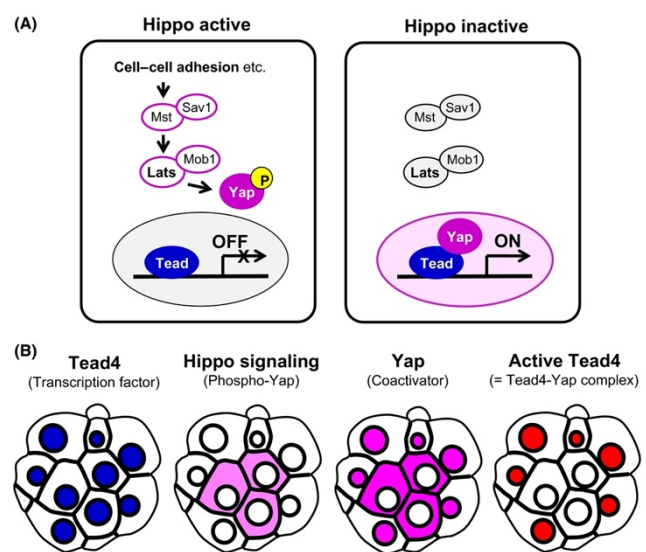 (A)
Hippo active
Hippo inactive
Cell–cell adhesion etc.
Mst
Sav1
Lats
Mob1
Yap
P
OFF
X
Tead
Mst
Sav1
Lats
Mob1
Yap
Tead
ON
(B)
Tead4
(Transcription factor)
Hippo signaling
(Phospho-Yap)
Yap
(Coactivator)
Active Tead4
(= Tead4-Yap complex)